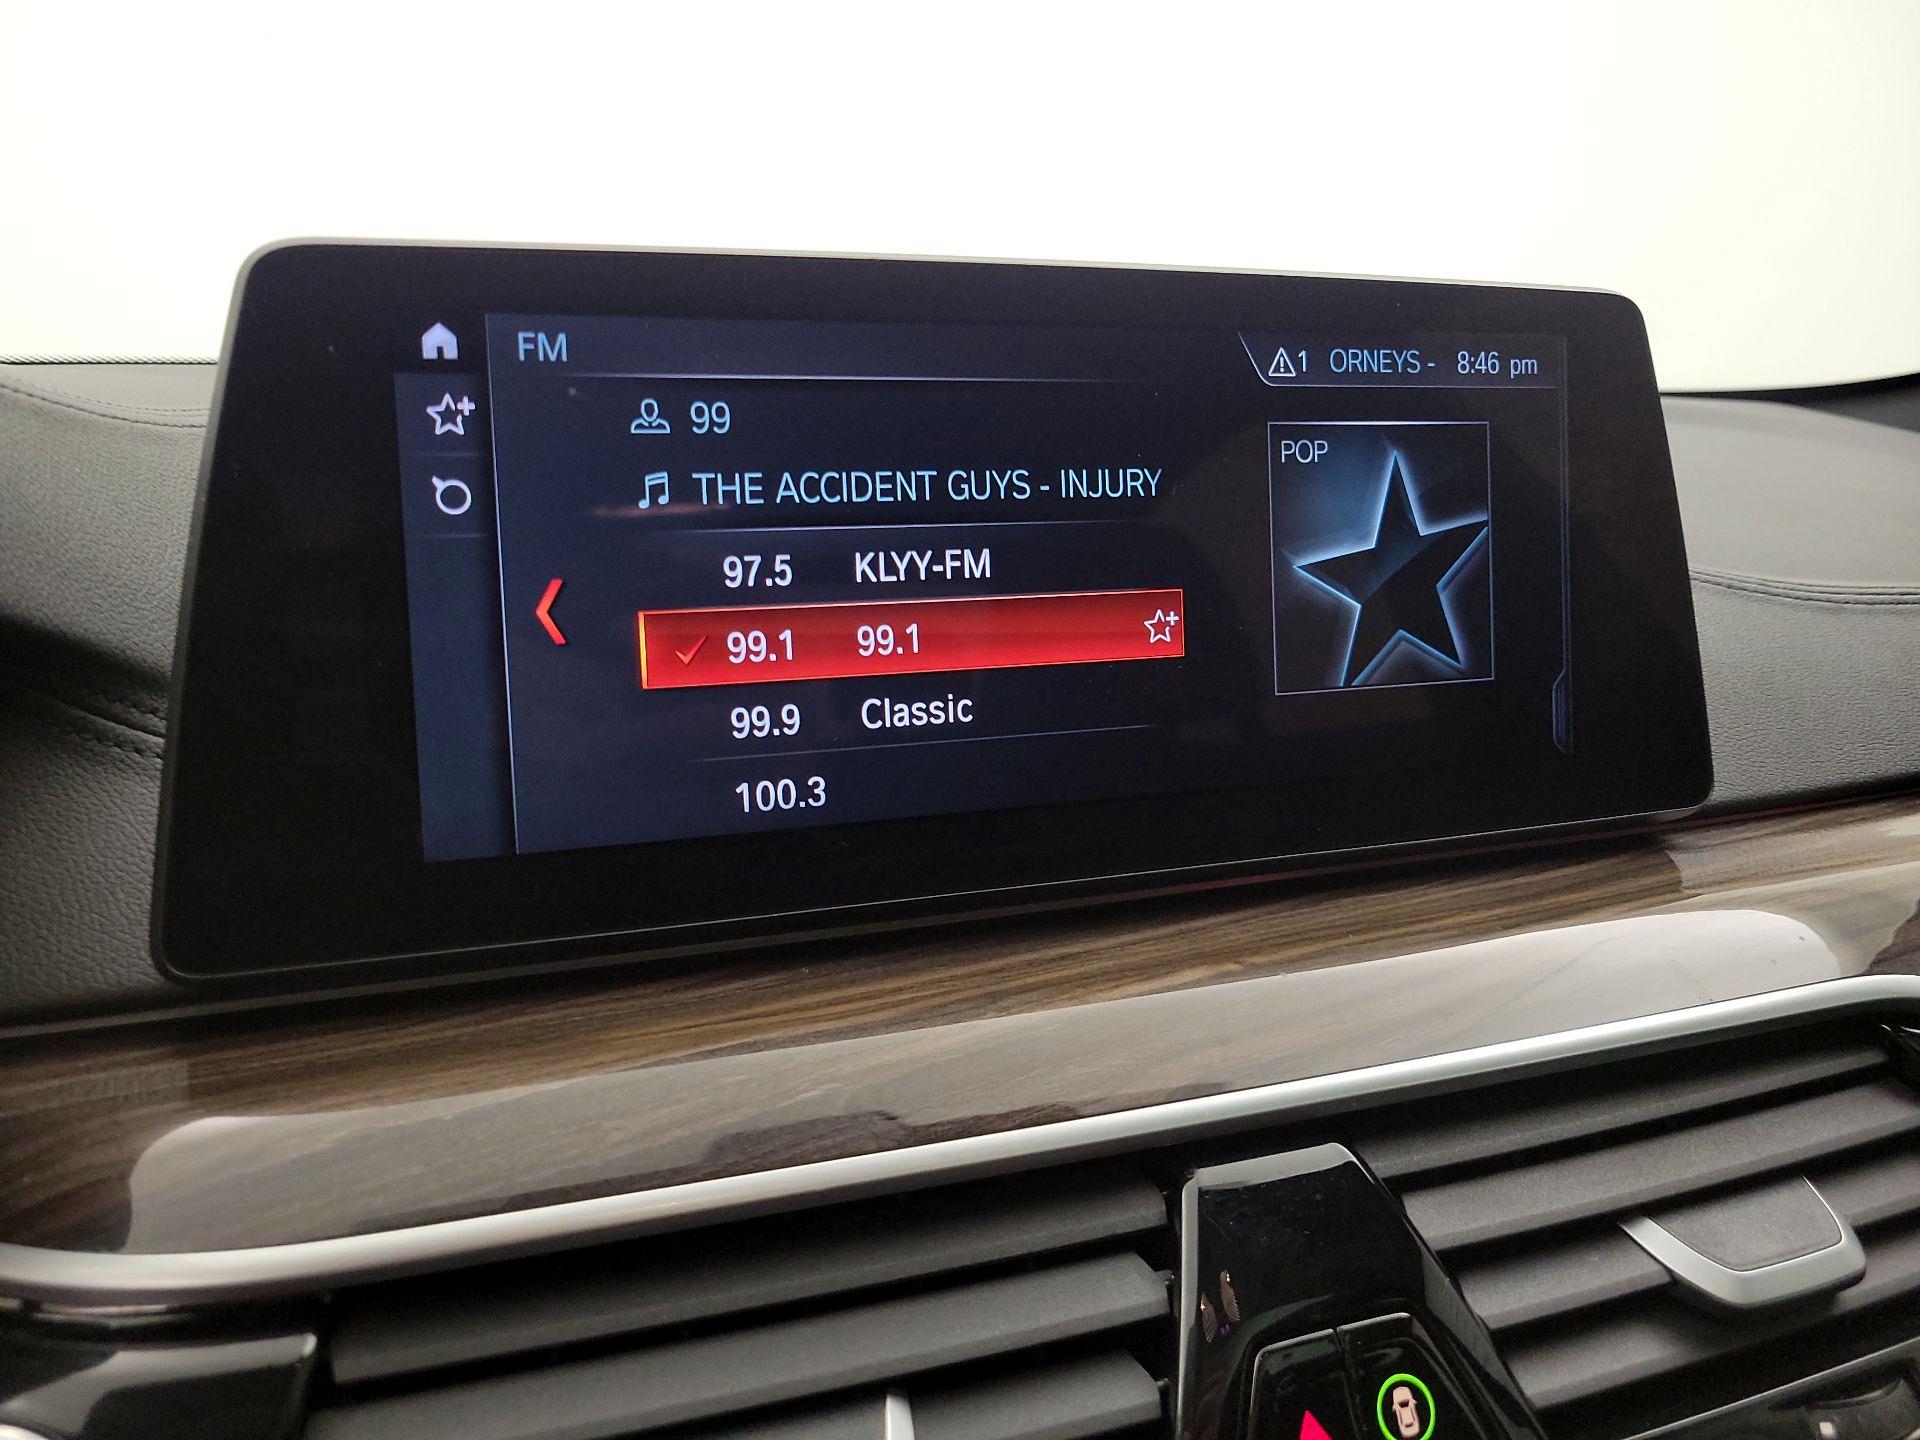 FM
1 ORNEYS - 8:46 pm
99
THE ACCIDENT GUYS - INJURY
POP
97.5 KLYY-FM
99.1 99.1
99.9 Classic
100.3